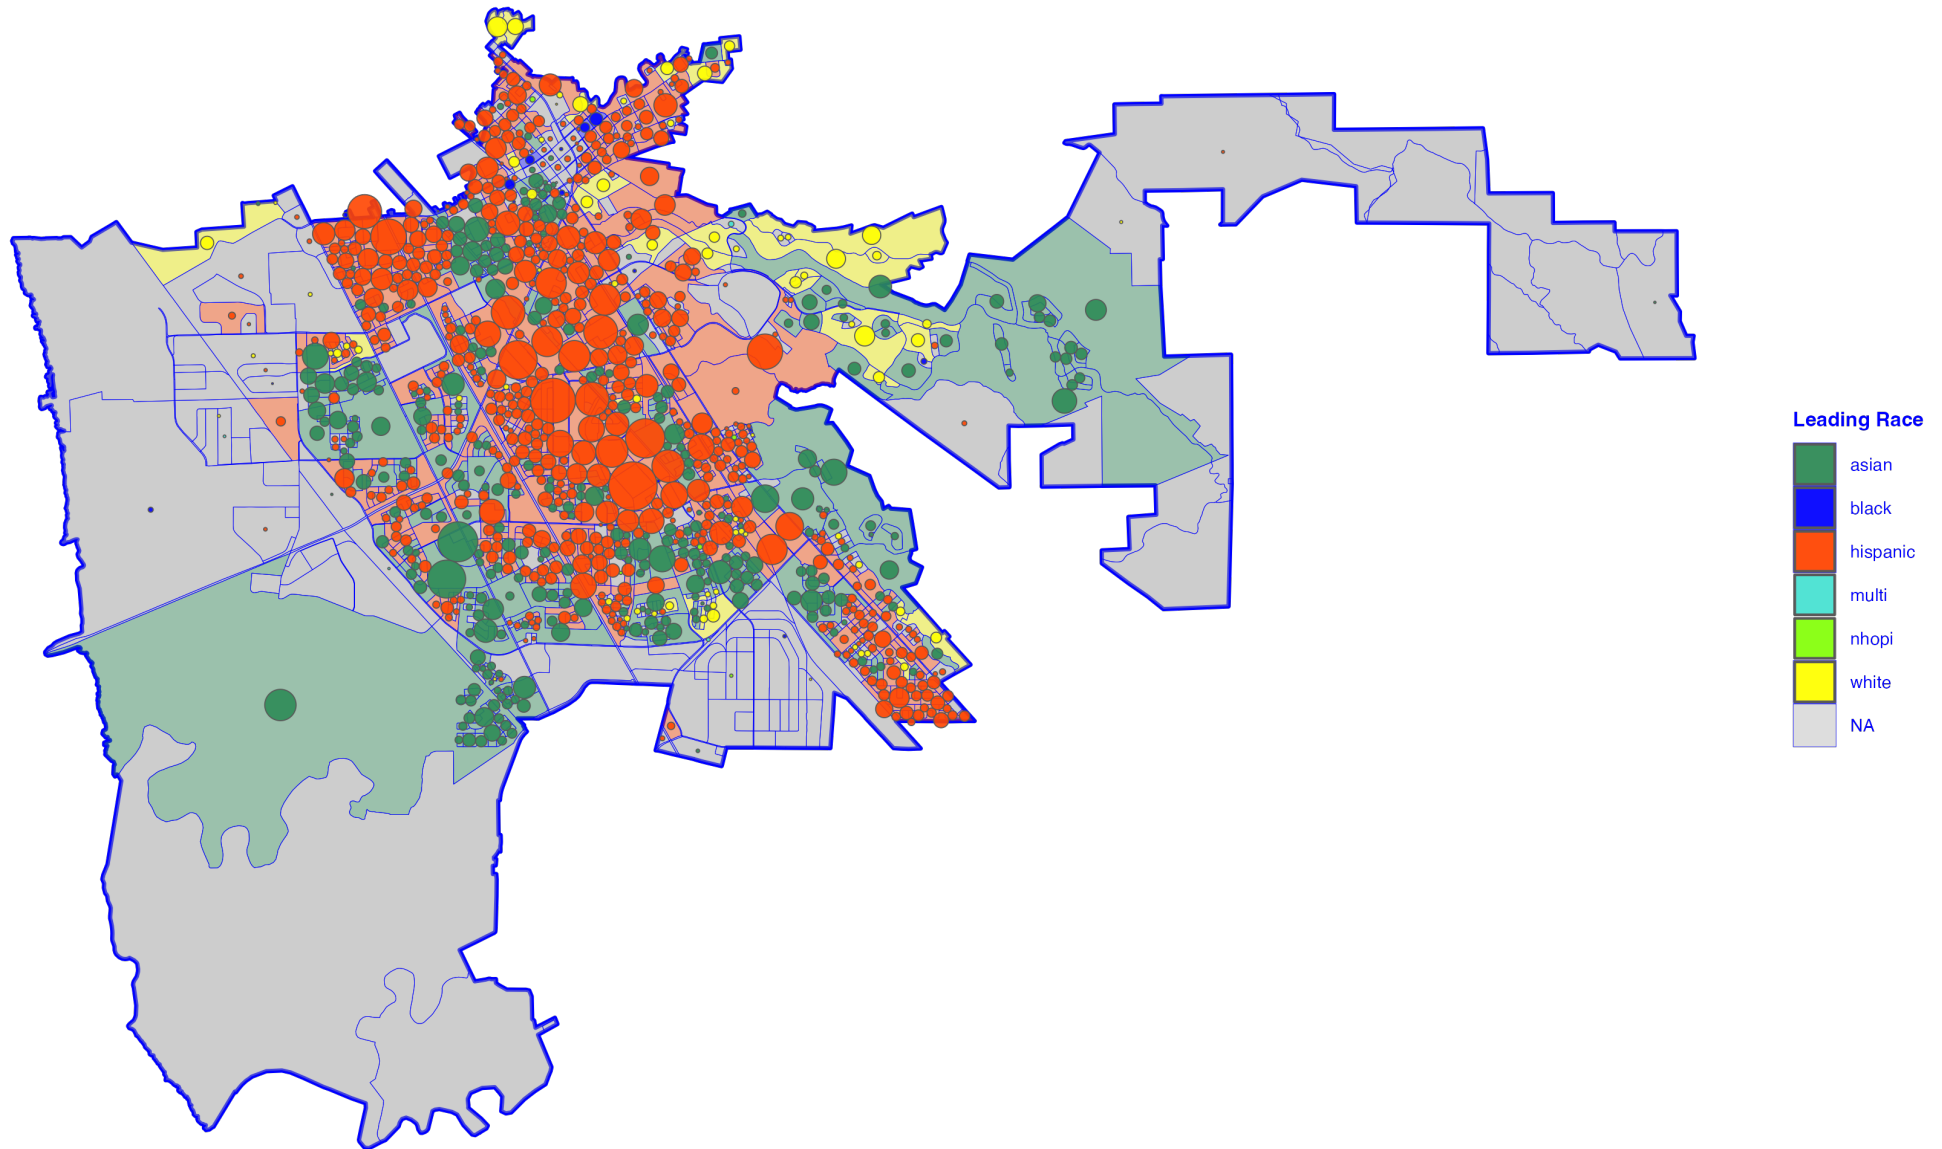 Leading Race
asian
black
hispanic
multi
nhopi
white
NA